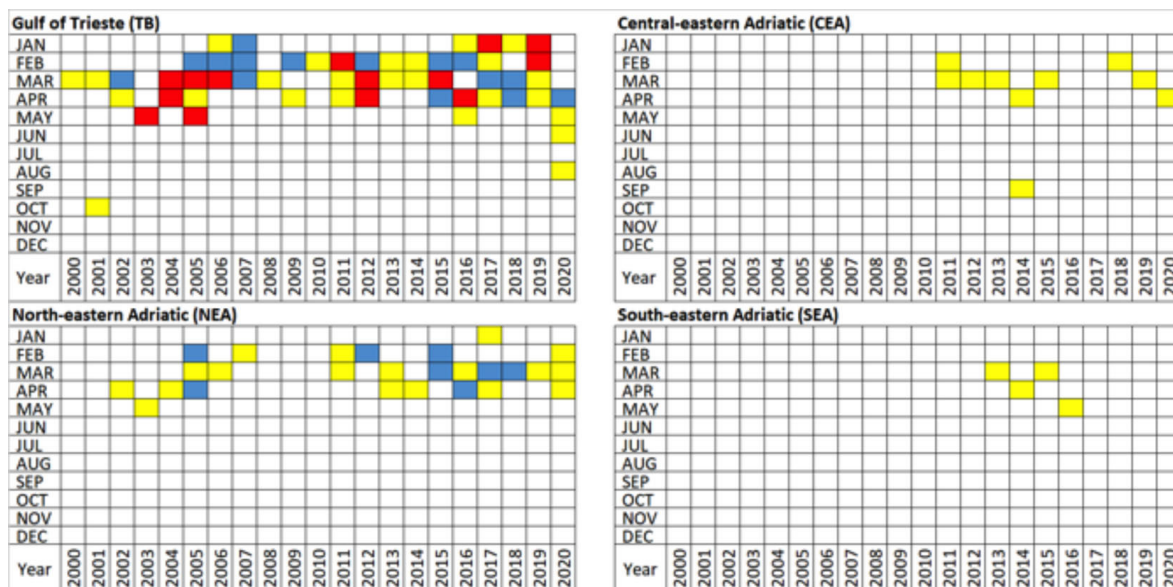 Gulf of Trieste (TB)
JAN
FEB
MAR
APR
MAY
JUN
JUL
AUG
SEP
OCT
NOV
DEC
Year 2000 2001 2002 2003 2004 2005 2006 2007 2008 2009 2010 2011 2012 2013 2014 2015 2016 2017 2018 2019 2020
Central-eastern Adriatic (CEA)
JAN
FEB
MAR
APR
MAY
JUN
JUL
AUG
SEP
OCT
NOV
DEC
Year 2000 2001 2002 2003 2004 2005 2006 2007 2008 2009 2010 2011 2012 2013 2014 2015 2016 2017 2018 2019 2020
North-eastern Adriatic (NEA)
JAN
FEB
MAR
APR
MAY
JUN
JUL
AUG
SEP
OCT
NOV
DEC
Year 2000 2001 2002 2003 2004 2005 2006 2007 2008 2009 2010 2011 2012 2013 2014 2015 2016 2017 2018 2019 2020
South-eastern Adriatic (SEA)
JAN
FEB
MAR
APR
MAY
JUN
JUL
AUG
SEP
OCT
NOV
DEC
Year 2000 2001 2002 2003 2004 2005 2006 2007 2008 2009 2010 2011 2012 2013 2014 2015 2016 2017 2018 2019 2020